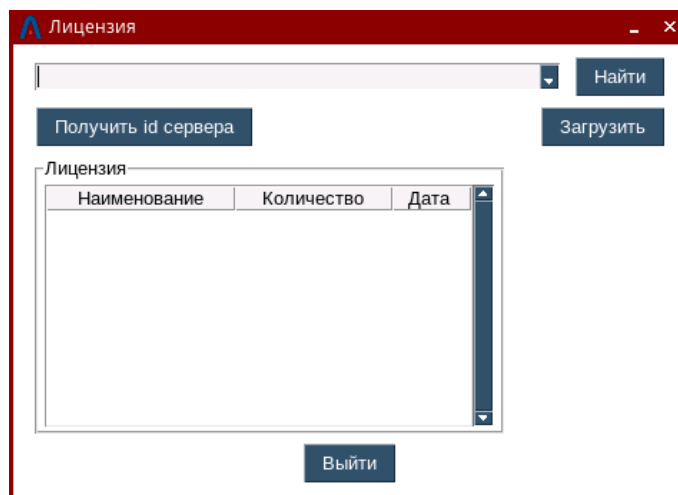 Лицензия
Найти
Получить id сервера
Загрузить
Лицензия
Наименование Количество Дата
Выйти